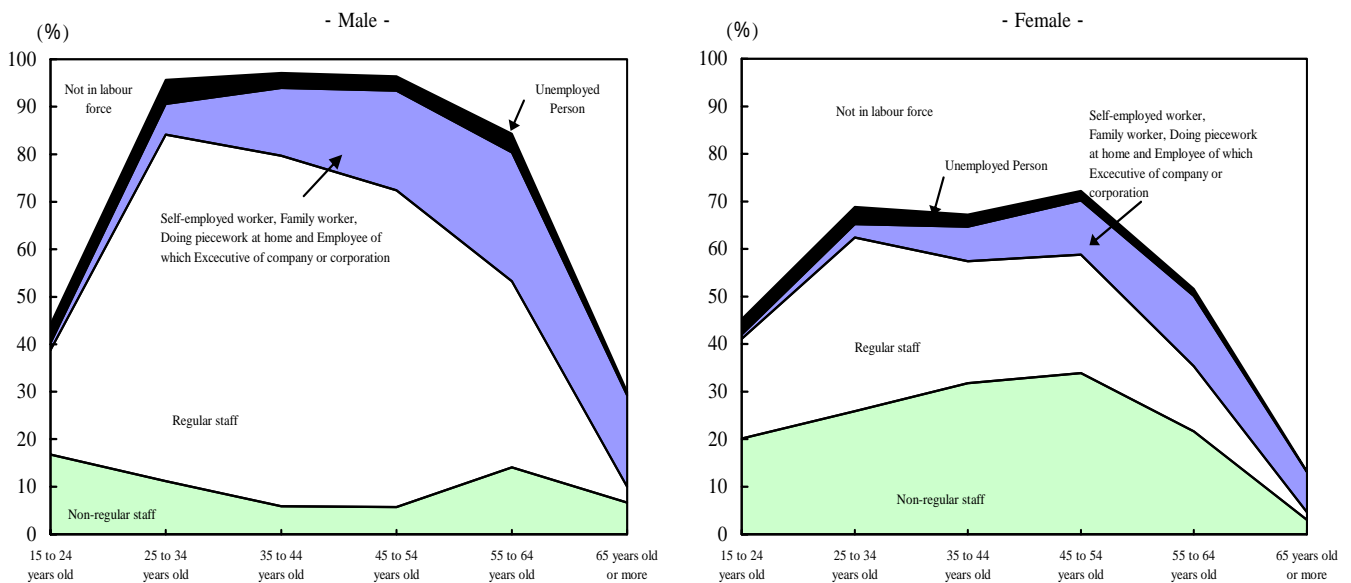 - Male -
(%)
100
90
80
70
60
50
40
30
20
10
0
Not in labour
force
Unemployed
Person
Self-employed worker, Family worker,
Doing piecework at home and Employee of
which Excecutive of company or corporation
Regular staff
Non-regular staff
15 to 24
years old
25 to 34
years old
35 to 44
years old
45 to 54
years old
55 to 64
years old
65 years old
or more
- Female -
(%)
100
90
80
70
60
50
40
30
20
10
0
Not in labour force
Self-employed worker,
Family worker, Doing piecework
at home and Employee of which
Excecutive of company or
corporation
Unemployed Person
Regular staff
Non-regular staff
15 to 24
years old
25 to 34
years old
35 to 44
years old
45 to 54
years old
55 to 64
years old
65 years old
or more